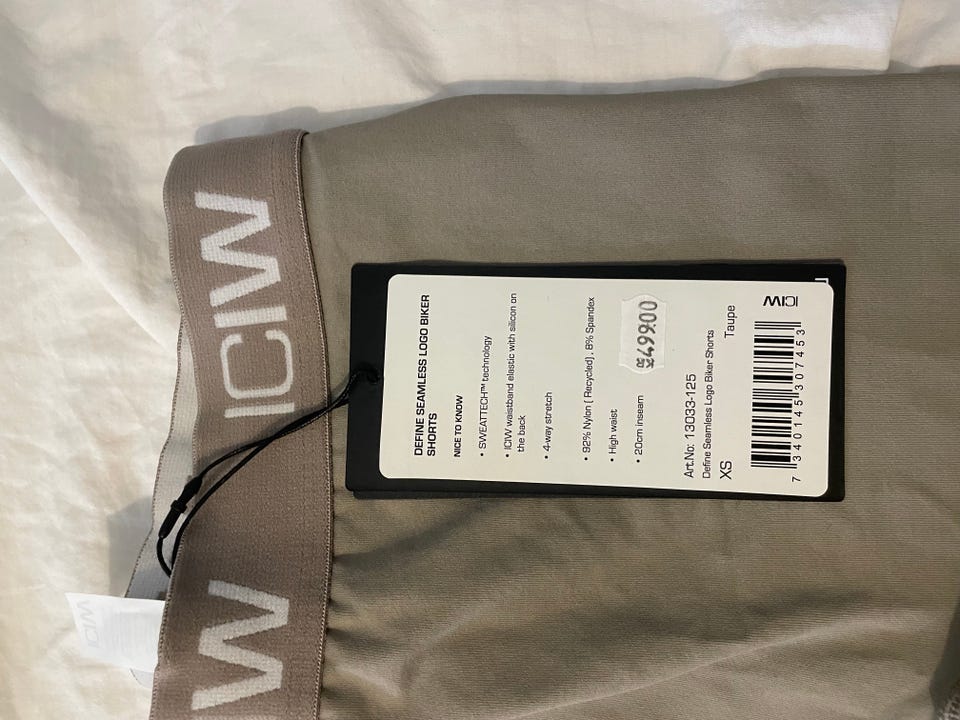 ICIW
ICIW
W
DEFINE SEAMLESS LOGO BIKER
SHORTS
NICE TO KNOW
• SWEATTECH™ technology
• ICIW waistband elastic with silicon on
the back
• 4-way stretch
• 92% Nylon ( Recycled) , 8% Spandex
• High waist
• 20cm inseam
499:00
Art.No: 13033-125
Define Seamless Logo Biker Shorts
XS Taupe
7 340145 307453
ICIW